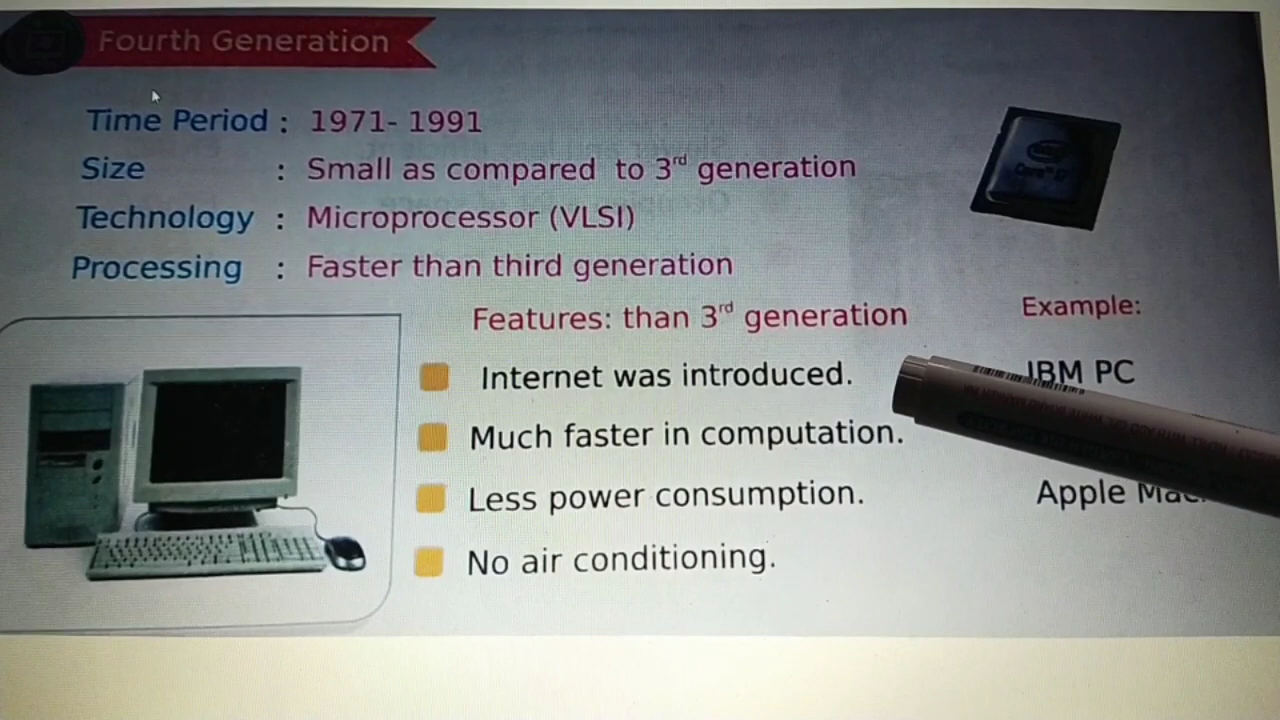 Fourth Generation
Time Period : 1971- 1991
Size : Small as compared to 3rd generation
Technology : Microprocessor (VLSI)
Processing : Faster than third generation
Features: than 3rd generation
Example:
Internet was introduced.
IBM PC
Much faster in computation.
Less power consumption.
Apple
No air conditioning.